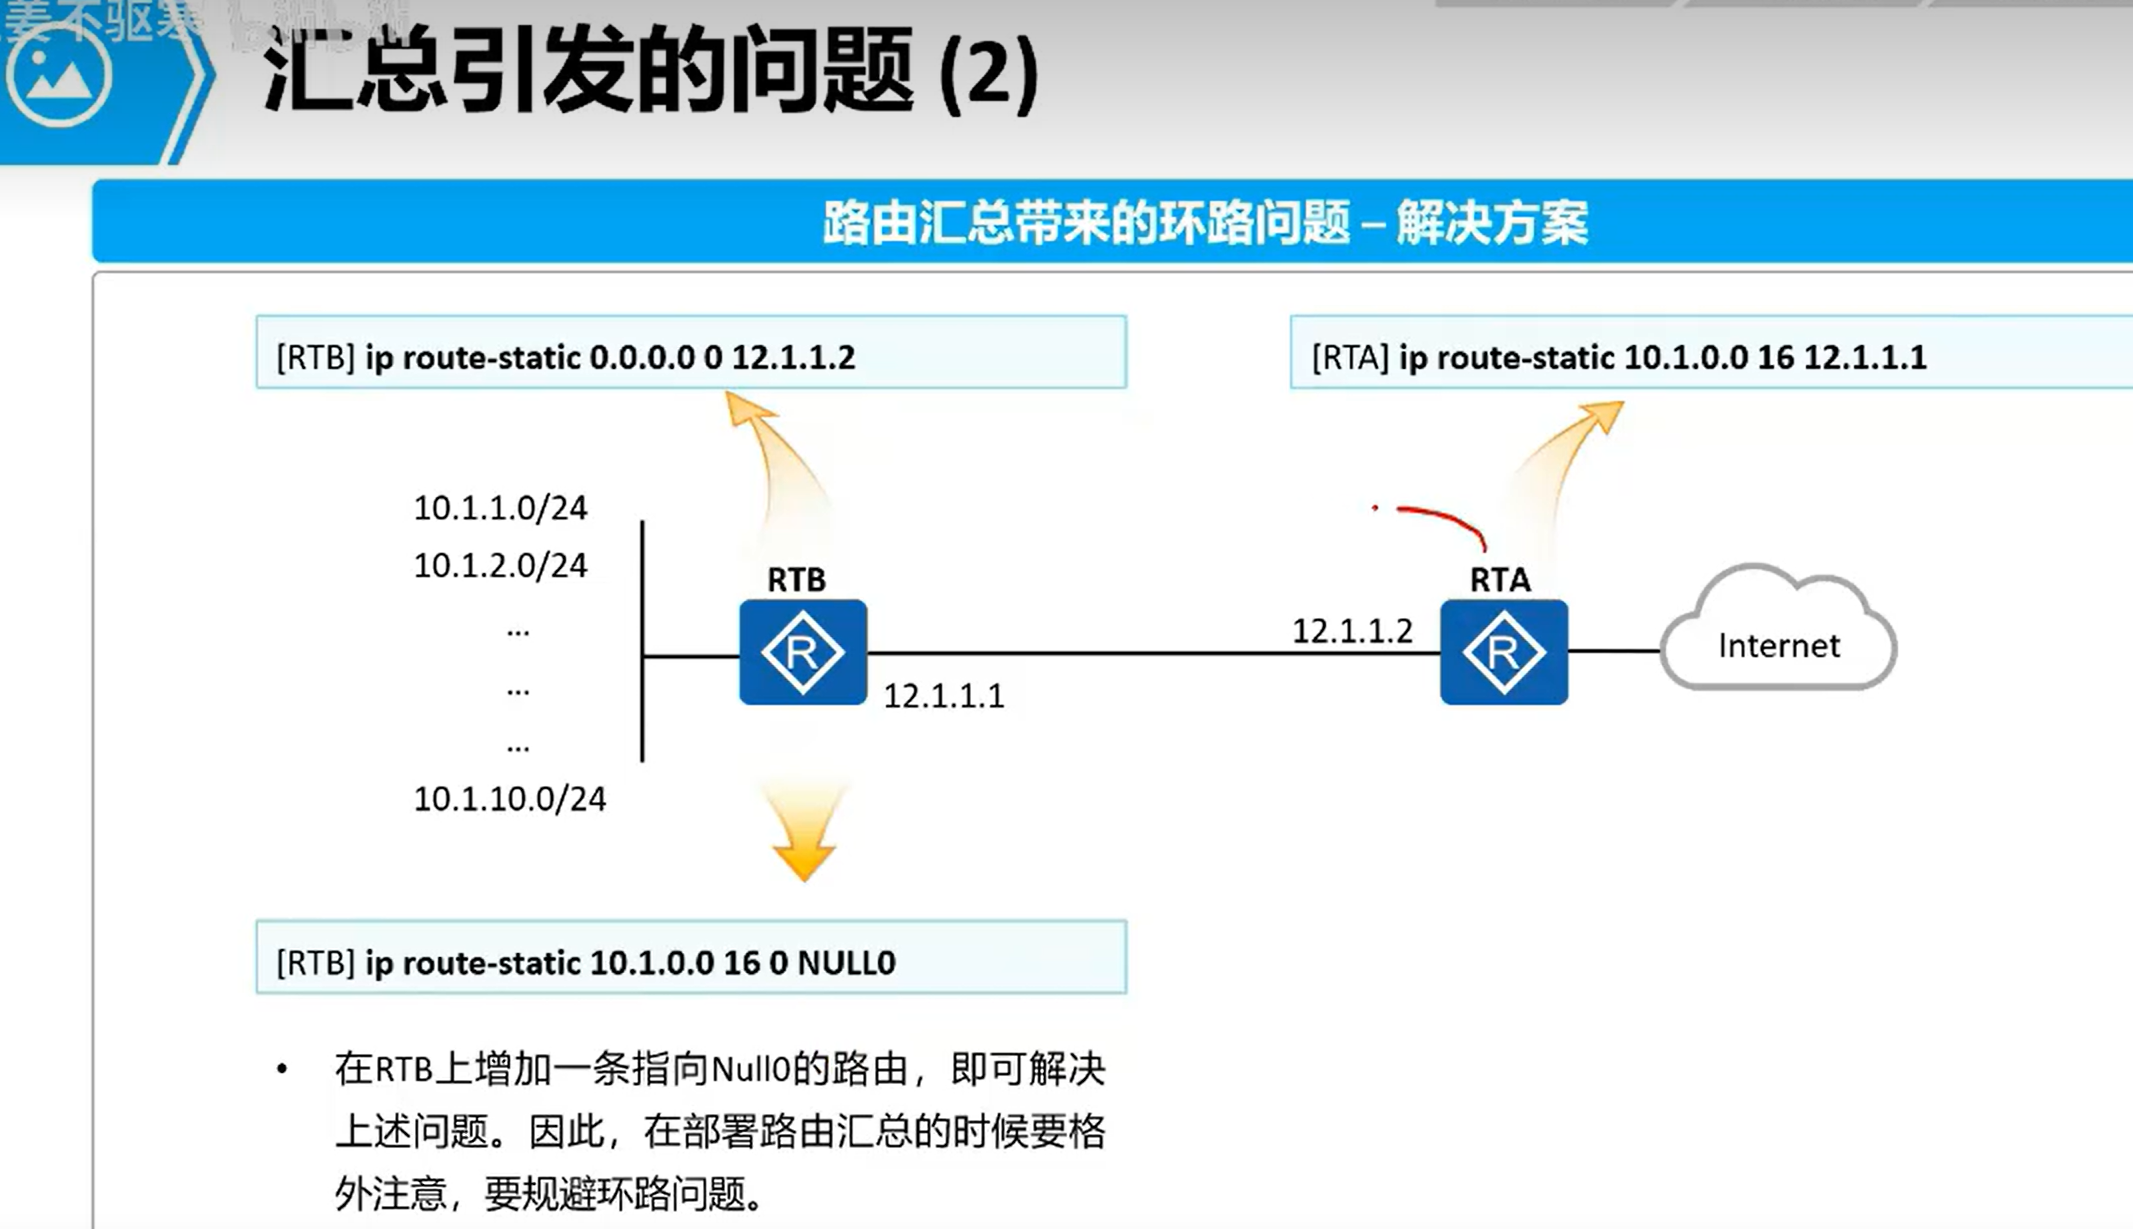 姜不驱寒
汇总引发的问题 (2)
路由汇总带来的环路问题 – 解决方案
[RTB] ip route-static 0.0.0.0 0 12.1.1.2
[RTA] ip route-static 10.1.0.0 16 12.1.1.1
10.1.1.0/24
10.1.2.0/24
...
...
...
10.1.10.0/24
RTB
R
12.1.1.1
12.1.1.2
RTA
R
Internet
[RTB] ip route-static 10.1.0.0 16 0 NULL0
• 在RTB上增加一条指向Null0的路由，即可解决
上述问题。因此，在部署路由汇总的时候要格
外注意，要规避环路问题。